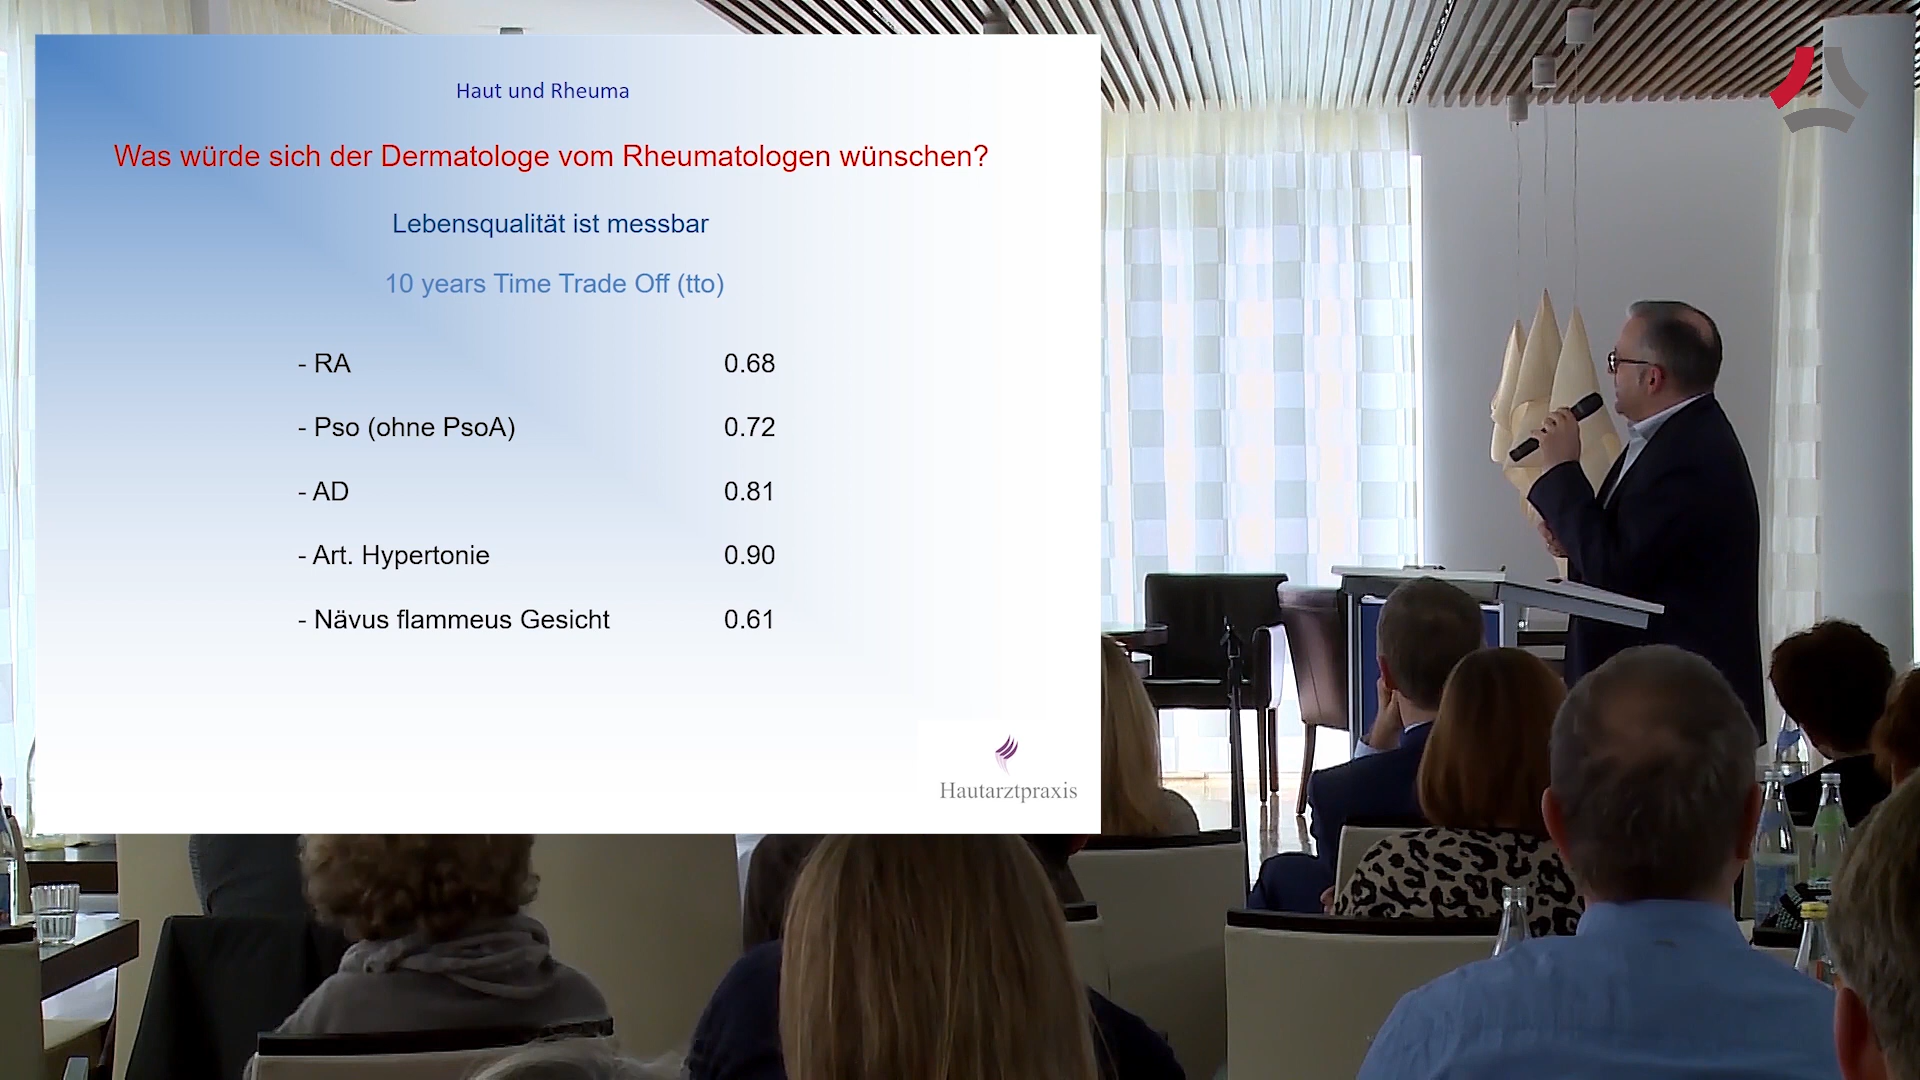 Haut und Rheuma
Was würde sich der Dermatologe vom Rheumatologen wünschen?
Lebensqualität ist messbar
10 years Time Trade Off (tto)
- RA 0.68
- Pso (ohne PsoA) 0.72
- AD 0.81
- Art. Hypertonie 0.90
- Nävus flammeus Gesicht 0.61
Hautarztpraxis